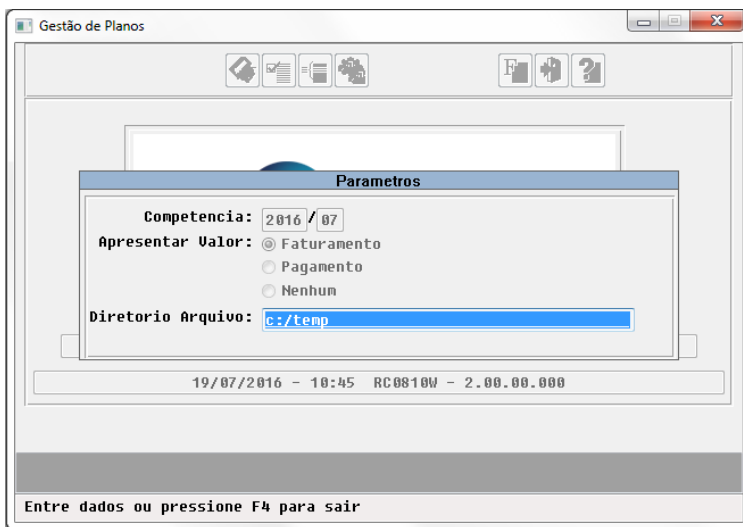 Gestão de Planos
F
?
Parametros
Competencia: 2016 / 07
Apresentar Valor: Faturamento
Pagamento
Nenhum
Diretorio Arquivo: c:/temp
19/07/2016 - 10:45 RC0810W - 2.00.00.000
Entre dados ou pressione F4 para sair